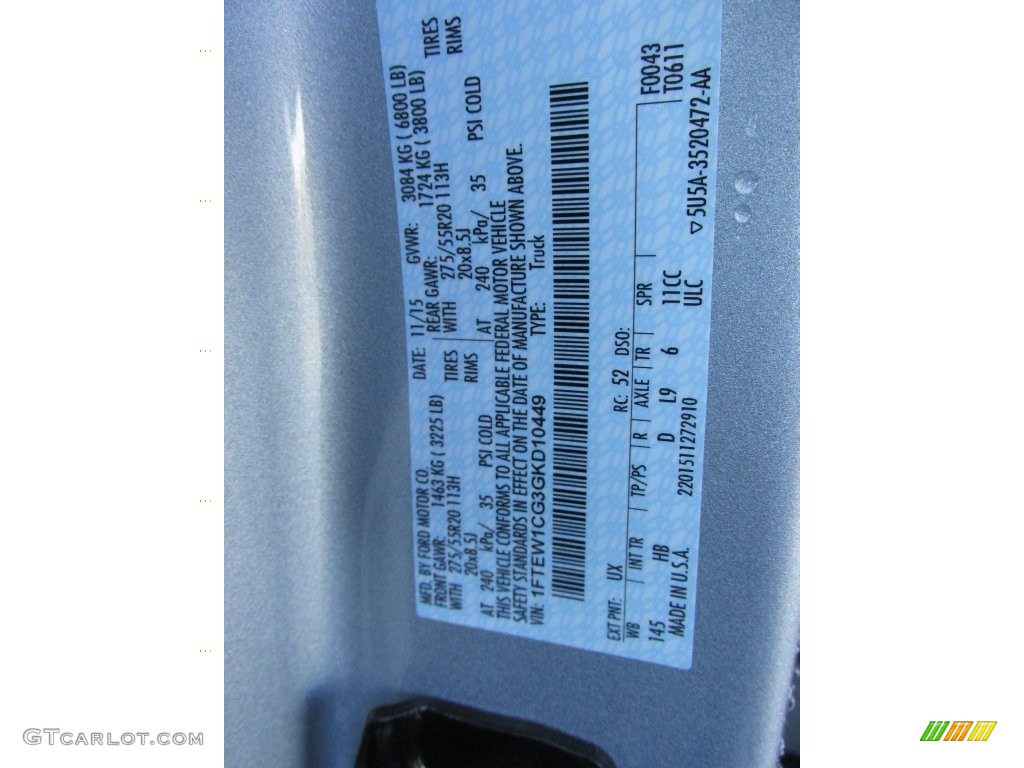 MFD. BY FORD MOTOR CO. DATE: 11/15 GVWR: 3084 KG ( 6800 LB)
FRONT GAWR: 1463 KG ( 3225 LB) REAR GAWR: 1724 KG ( 3800 LB)
WITH 275/55R20 113H TIRES WITH 275/55R20 113H TIRES
20x8.5J RIMS 20x8.5J RIMS
AT 240 kPa/ 35 PSI COLD AT 240 kPa/ 35 PSI COLD
THIS VEHICLE CONFORMS TO ALL APPLICABLE FEDERAL MOTOR VEHICLE
SAFETY STANDARDS IN EFFECT ON THE DATE OF MANUFACTURE SHOWN ABOVE.
VIN: 1FTEW1CG3GKD10449 TYPE: Truck
EXT PNT: UX RC: 52 DSO: F0043
WB INT TR TP/PS R AXLE TR SPR T0611
145 HB D L9 6 11CC
MADE IN U.S.A. 2201511272910 ULC ▽5U5A-3520472-AA
GTCARLOT.COM